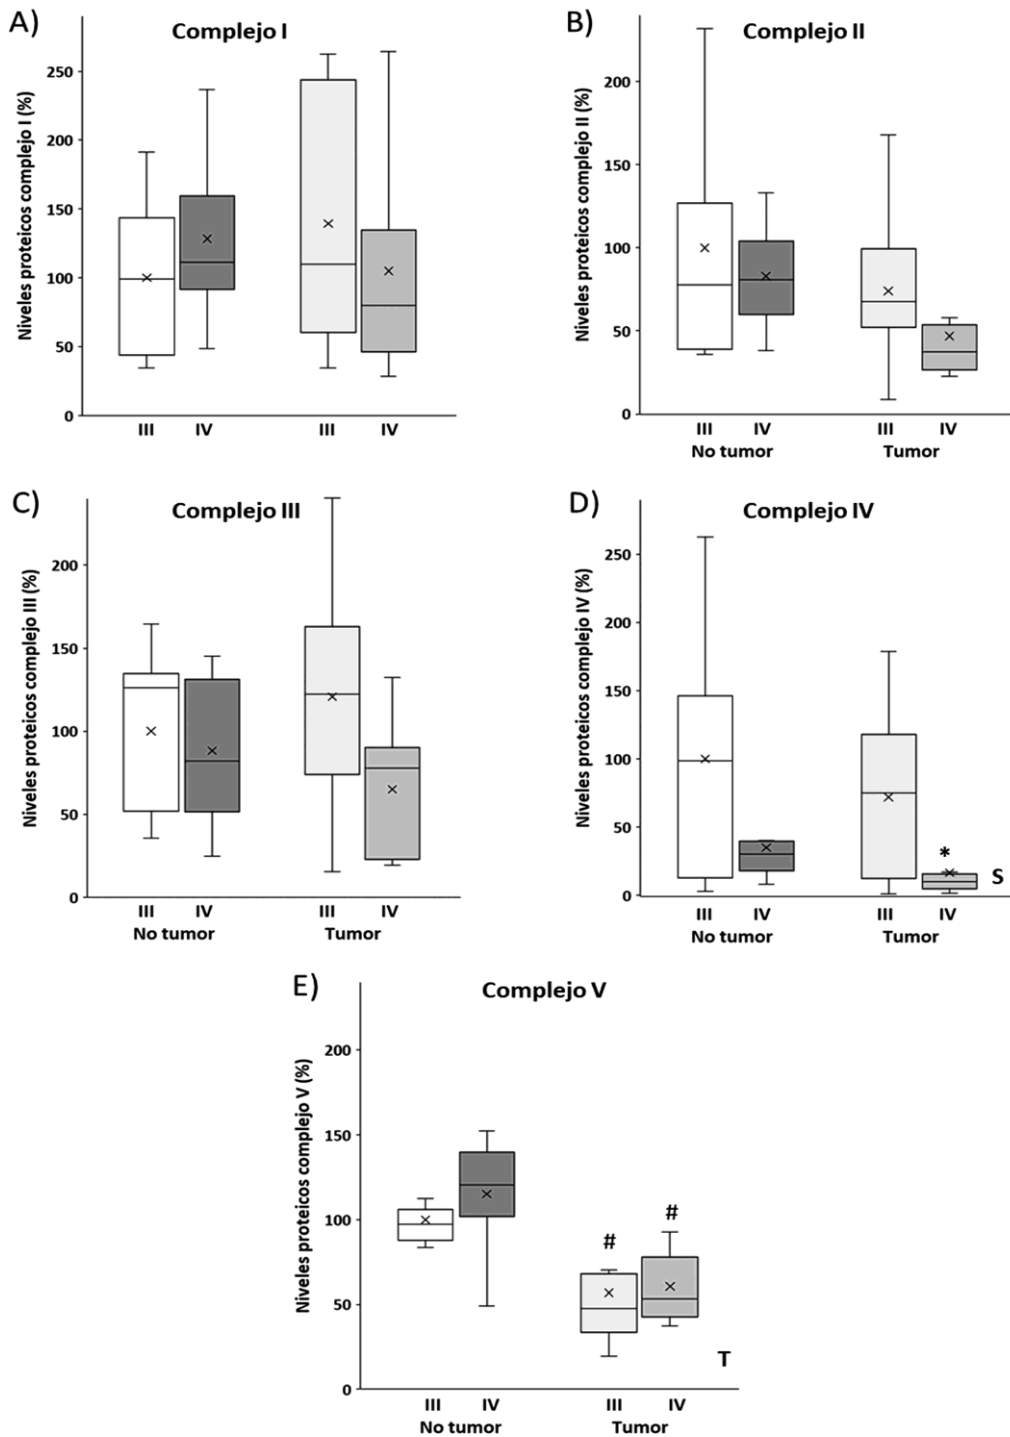 A)
Complejo I
Niveles proteicos complejo I (%)
250
200
150
100
50
0
III IV III IV
B)
Complejo II
Niveles proteicos complejo II (%)
200
150
100
50
0
III IV III IV
No tumor Tumor
C)
Complejo III
Niveles proteicos complejo III (%)
200
150
100
50
0
III IV III IV
No tumor Tumor
D)
Complejo IV
Niveles proteicos complejo IV (%)
250
200
150
100
50
0
*
S
III IV III IV
No tumor Tumor
E)
Complejo V
Niveles proteicos complejo V (%)
200
150
100
50
0
# #
T
III IV III IV
No tumor Tumor